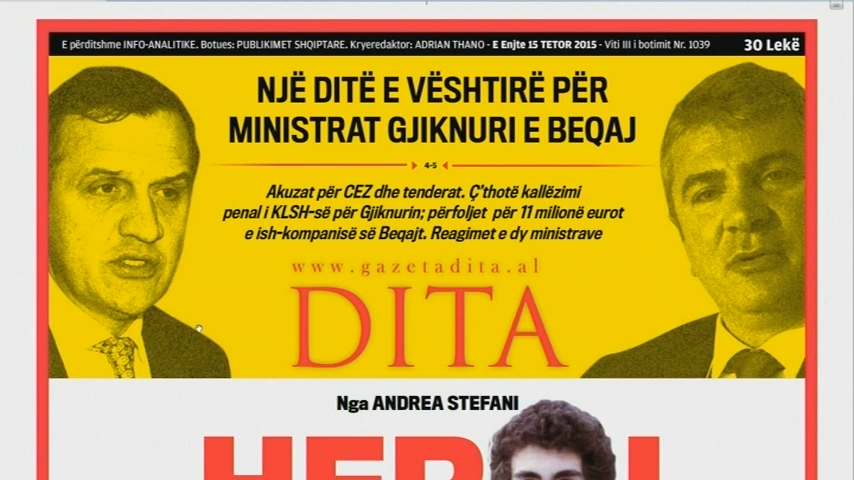 E përditshme INFO-ANALITIKE. Botues: PUBLIKIMET SHQIPTARE. Kryeredaktor: ADRIAN THANO - E Enjte 15 TETOR 2015 - Viti III i botimit Nr. 1039
30 Lekë
NJË DITË E VËSHTIRË PËR
MINISTRAT GJIKNURI E BEQAJ
4-5
Akuzat për CEZ dhe tenderat. Ç'thotë kallëzimi
penal i KLSH-së për Gjiknurin; përfoljet për 11 milionë eurot
e ish-kompanisë së Beqajt. Reagimet e dy ministrave
www.gazetadita.al
DITA
Nga ANDREA STEFANI